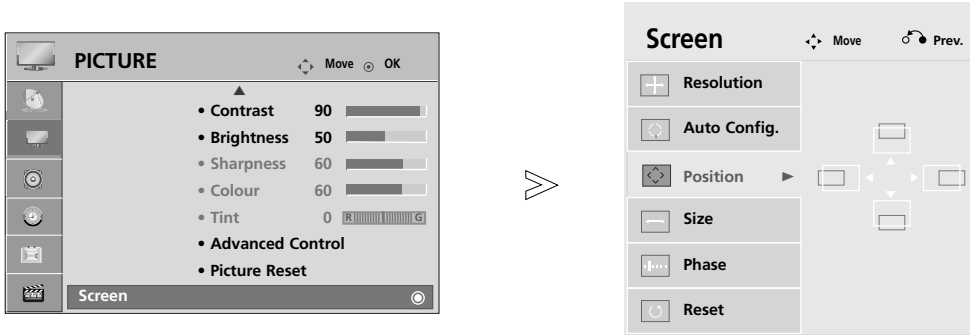 PICTURE
Move OK
• Contrast 90
• Brightness 50
• Sharpness 60
• Colour 60
• Tint 0 R G
• Advanced Control
• Picture Reset
Screen
Screen
Move Prev.
Resolution
Auto Config.
Position
Size
Phase
Reset